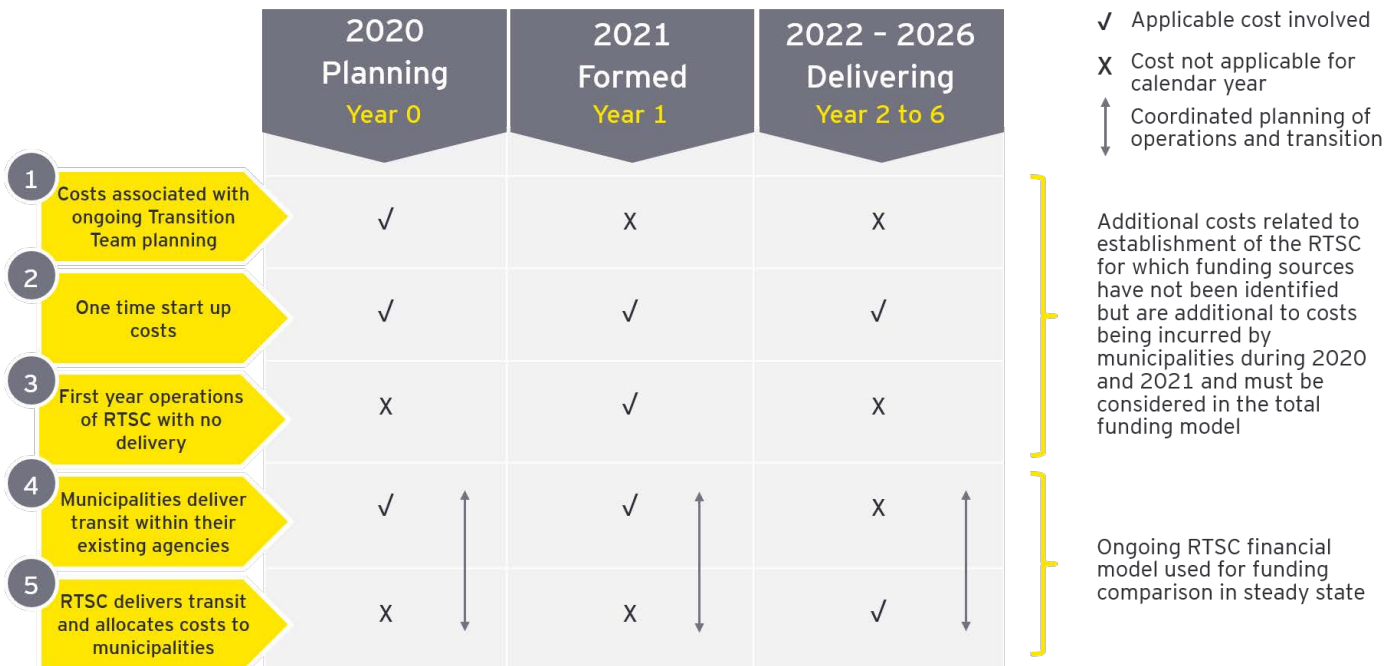 2020
Planning
Year 0
2021
Formed
Year 1
2022 – 2026
Delivering
Year 2 to 6
√ Applicable cost involved
X Cost not applicable for
calendar year
Coordinated planning of
operations and transition
1
Costs associated with
ongoing Transition
Team planning
√ X X
2
One time start up
costs
√ √ √
3
First year operations
of RTSC with no
delivery
X √ X
Additional costs related to
establishment of the RTSC
for which funding sources
have not been identified
but are additional to costs
being incurred by
municipalities during 2020
and 2021 and must be
considered in the total
funding model
4
Municipalities deliver
transit within their
existing agencies
√ √ X
5
RTSC delivers transit
and allocates costs to
municipalities
X X √
Ongoing RTSC financial
model used for funding
comparison in steady state